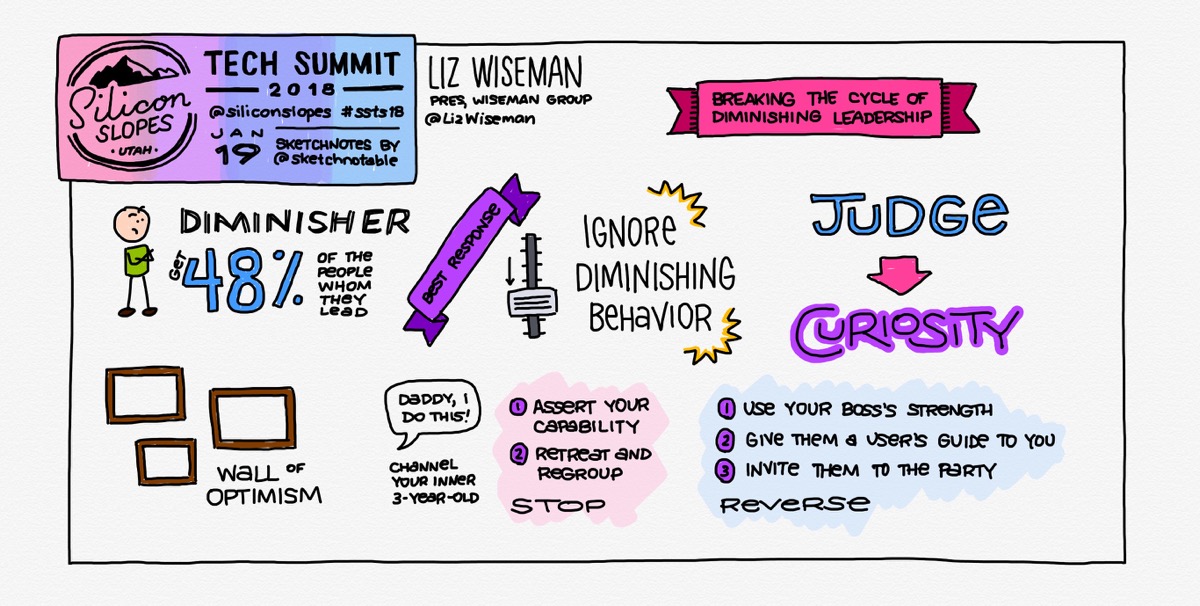 Silicon
SLOPES
• UTAH •
TECH SUMMIT
2018
@siliconslopes #ssts18
JAN
19
SKETCHNOTES BY
@sketchnotable
LIZ WISEMAN
PRES, WISEMAN GROUP
@LizWiseman
BREAKING THE CYCLE OF
DIMINISHING LEADERSHIP
DIMINISHER
GET
48%
OF THE
PEOPLE
WHOM
THEY
LEAD
BEST RESPONSE
IGNORE
DIMINISHING
BEHAVIOR
JUDGE
CURIOSITY
WALL OF
OPTIMISM
DADDY, I
DO THIS!
CHANNEL
YOUR INNER
3-YEAR-OLD
1 ASSERT YOUR
CAPABILITY
2 RETREAT AND
REGROUP
STOP
1 USE YOUR BOSS'S STRENGTH
2 GIVE THEM A USER'S GUIDE TO YOU
3 INVITE THEM TO THE PARTY
REVERSE